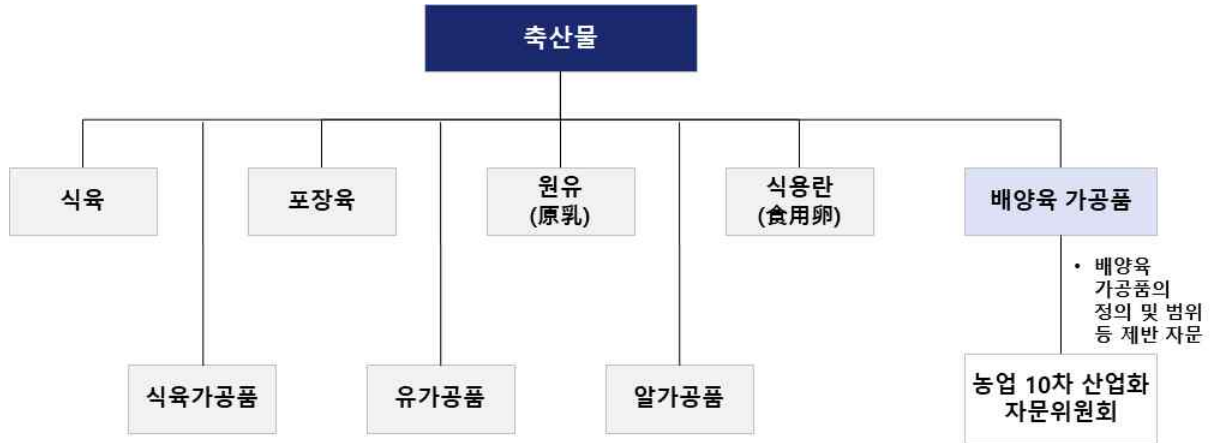 축산물
식육
포장육
원유
(原乳)
식용란
(食用卵)
배양육 가공품
• 배양육
가공품의
정의 및 범위
등 제반 자문
식육가공품
유가공품
알가공품
농업 10차 산업화
자문위원회